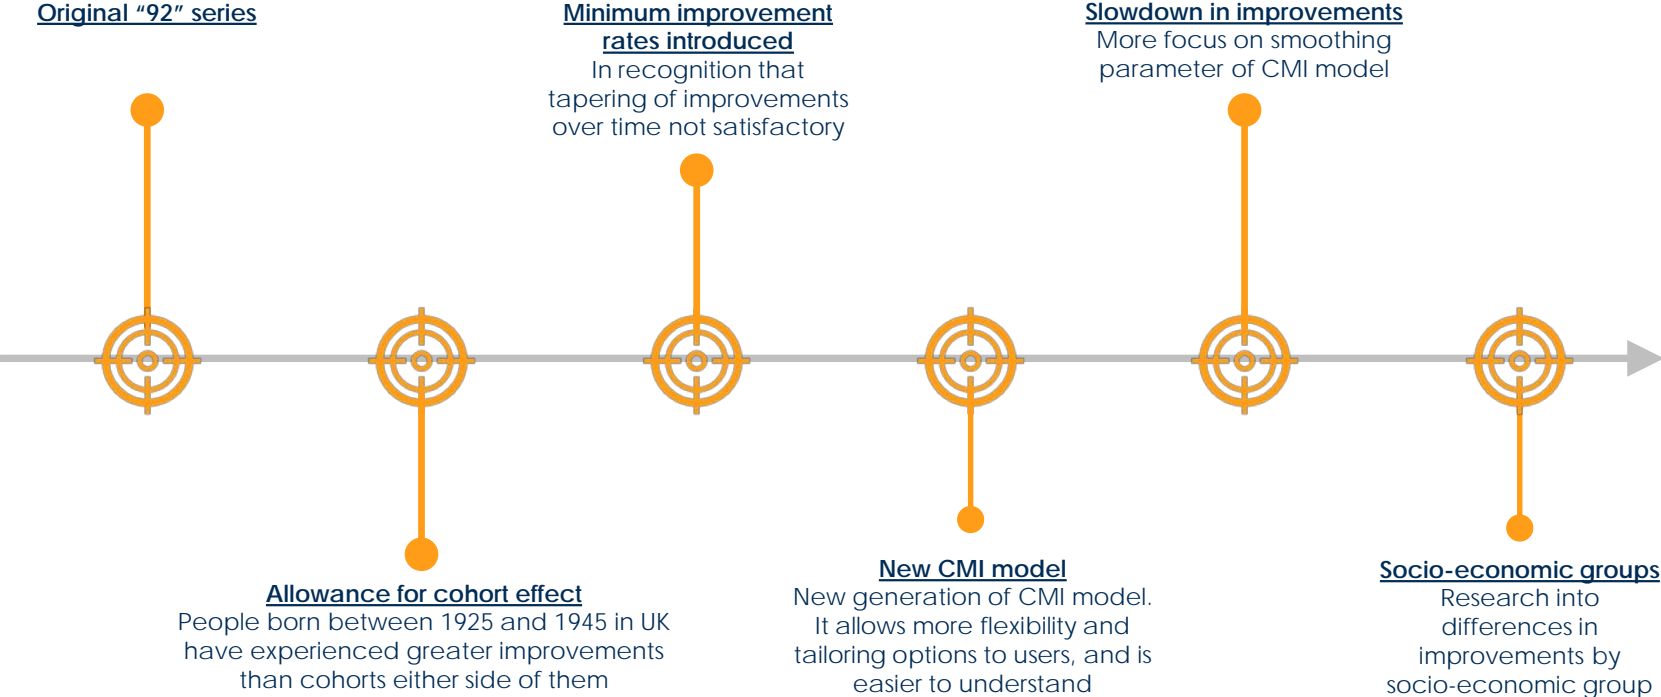 Original “92” series
Allowance for cohort effect
People born between 1925 and 1945 in UK
have experienced greater improvements
than cohorts either side of them
Minimum improvement
rates introduced
In recognition that
tapering of improvements
over time not satisfactory
New CMI model
New generation of CMI model.
It allows more flexibility and
tailoring options to users, and is
easier to understand
Slowdown in improvements
More focus on smoothing
parameter of CMI model
Socio-economic groups
Research into
differences in
improvements by
socio-economic group